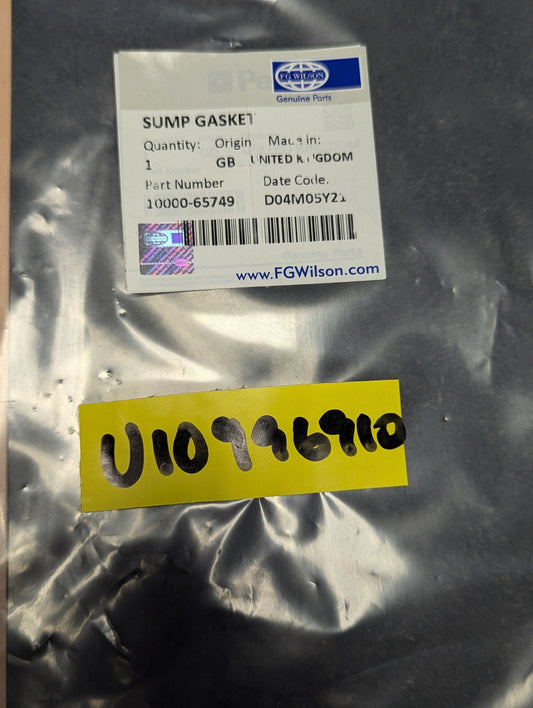 FG WILSON
Genuine Parts
SUMP GASKET
Quantity: Origin Made in:
1 GB UNITED KINGDOM
Part Number Date Code.
10000-65749 D04M05Y21
www.FGWilson.com
U10996910